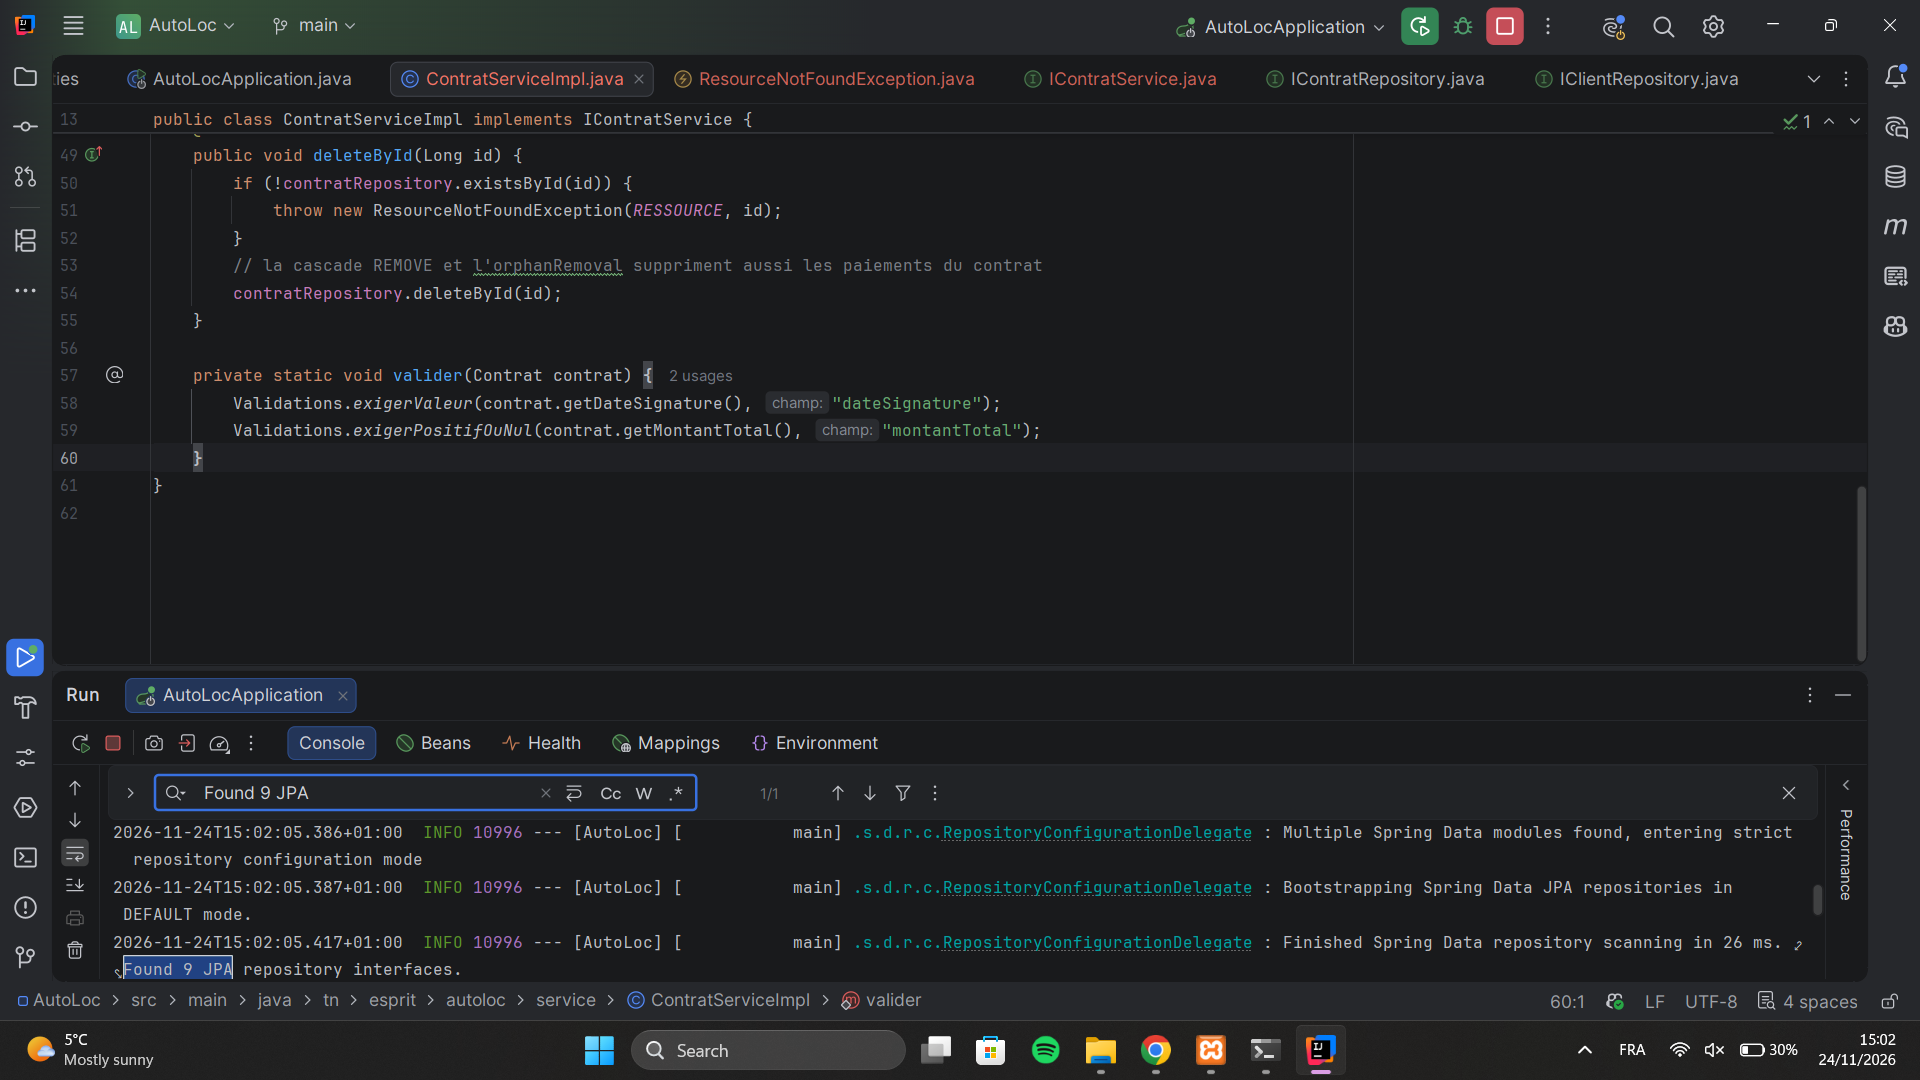 AL AutoLoc main AutoLocApplication
ies AutoLocApplication.java ContratServiceImpl.java ResourceNotFoundException.java IContratService.java IContratRepository.java IClientRepository.java
13 public class ContratServiceImpl implements IContratService { 1
49 public void deleteById(Long id) {
50 if (!contratRepository.existsById(id)) {
51 throw new ResourceNotFoundException(RESSOURCE, id);
52 }
53 // la cascade REMOVE et l'orphanRemoval suppriment aussi les paiements du contrat
54 contratRepository.deleteById(id);
55 }
56
57 private static void valider(Contrat contrat) { 2 usages
58 Validations.exigerValeur(contrat.getDateSignature(), champ: "dateSignature");
59 Validations.exigerPositifOuNul(contrat.getMontantTotal(), champ: "montantTotal");
60 }
61 }
62
Run AutoLocApplication
Console Beans Health Mappings Environment
Found 9 JPA Cc W .* 1/1
2026-11-24T15:02:05.386+01:00 INFO 10996 --- [AutoLoc] [ main] .s.d.r.c.RepositoryConfigurationDelegate : Multiple Spring Data modules found, entering strict
repository configuration mode
2026-11-24T15:02:05.387+01:00 INFO 10996 --- [AutoLoc] [ main] .s.d.r.c.RepositoryConfigurationDelegate : Bootstrapping Spring Data JPA repositories in
DEFAULT mode.
2026-11-24T15:02:05.417+01:00 INFO 10996 --- [AutoLoc] [ main] .s.d.r.c.RepositoryConfigurationDelegate : Finished Spring Data repository scanning in 26 ms.
Found 9 JPA repository interfaces.
Performance
AutoLoc > src > main > java > tn > esprit > autoloc > service > ContratServiceImpl > valider 60:1 LF UTF-8 4 spaces
5°C
Mostly sunny
Search
FRA
30%
15:02
24/11/2026